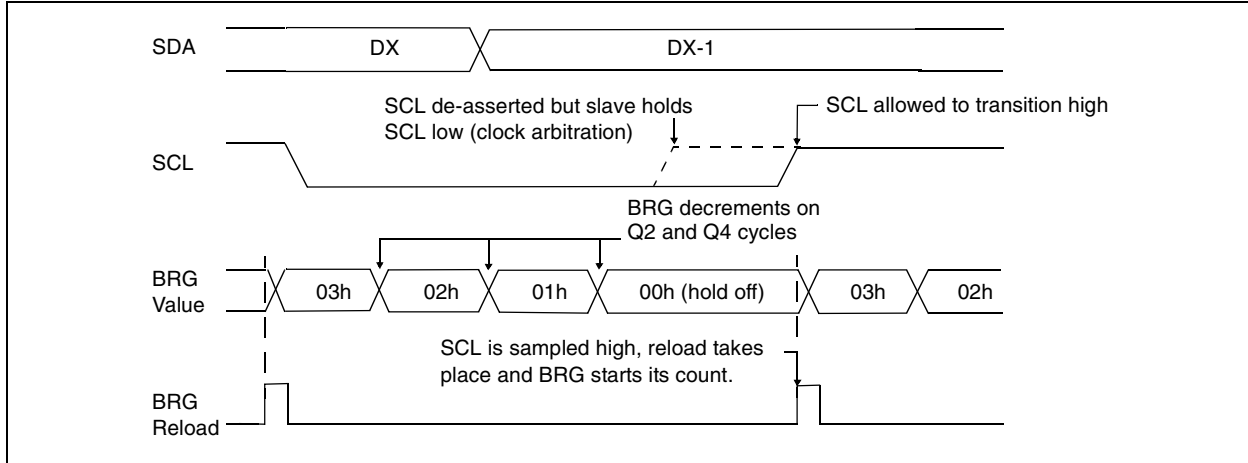 SDA
DX
DX-1
SCL de-asserted but slave holds
SCL low (clock arbitration)
SCL allowed to transition high
SCL
BRG decrements on
Q2 and Q4 cycles
BRG
Value
03h
02h
01h
00h (hold off)
03h
02h
SCL is sampled high, reload takes
place and BRG starts its count.
BRG
Reload